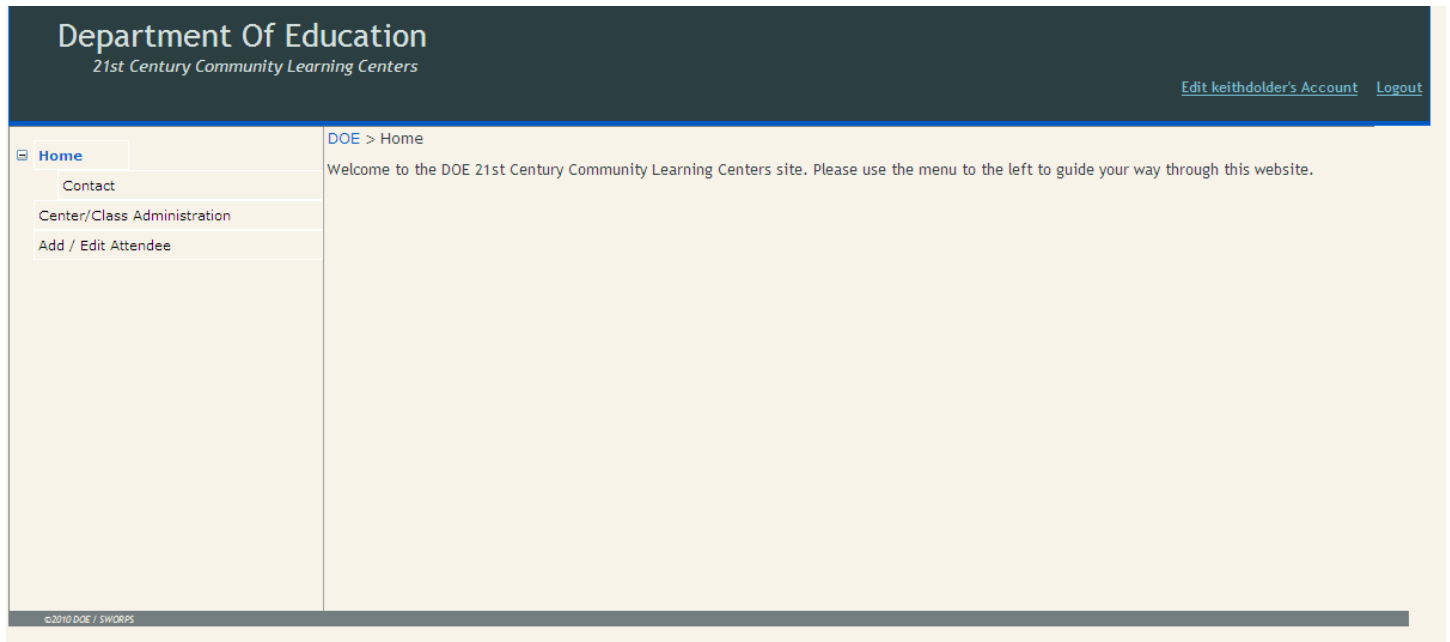 Department Of Education
21st Century Community Learning Centers
Edit keithdolder's Account Logout
Home
Contact
Center/Class Administration
Add / Edit Attendee
DOE > Home
Welcome to the DOE 21st Century Community Learning Centers site. Please use the menu to the left to guide your way through this website.
©2010 DOE / SWORPS